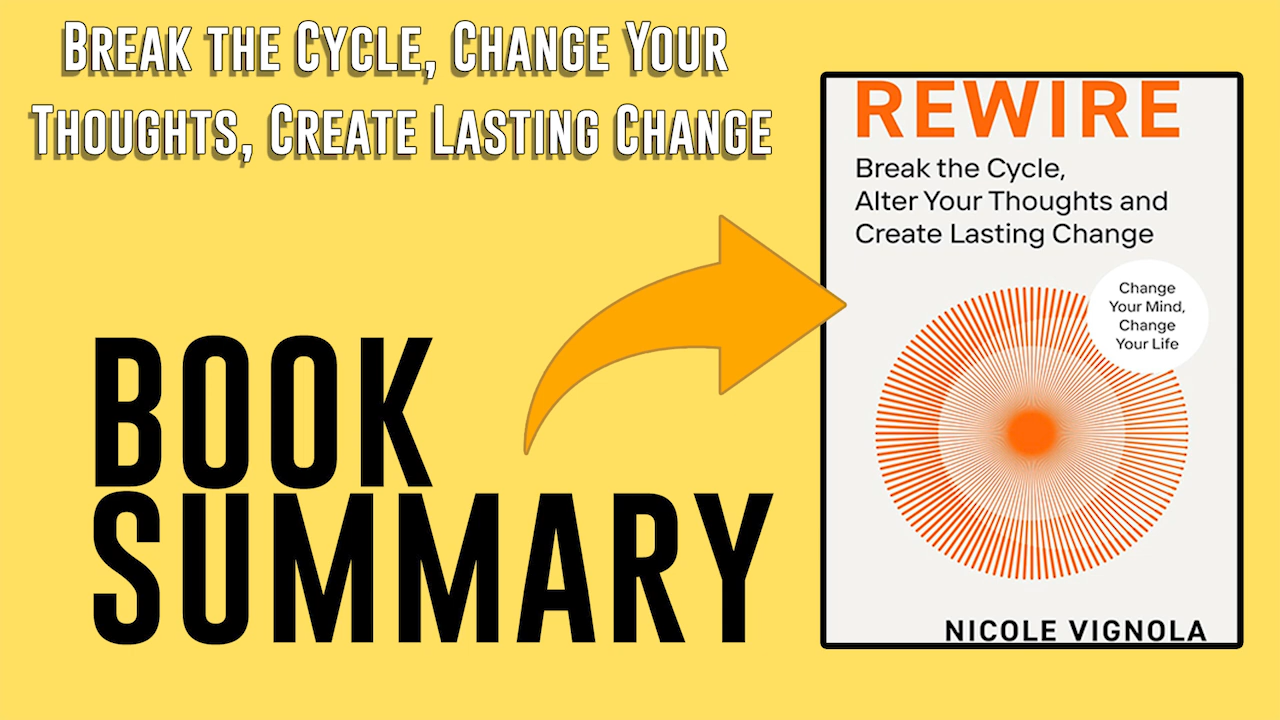 Break the Cycle, Change Your
Thoughts, Create Lasting Change
BOOK
SUMMARY
REWIRE
Break the Cycle,
Alter Your Thoughts and
Create Lasting Change
Change
Your Mind,
Change
Your Life
NICOLE VIGNOLA